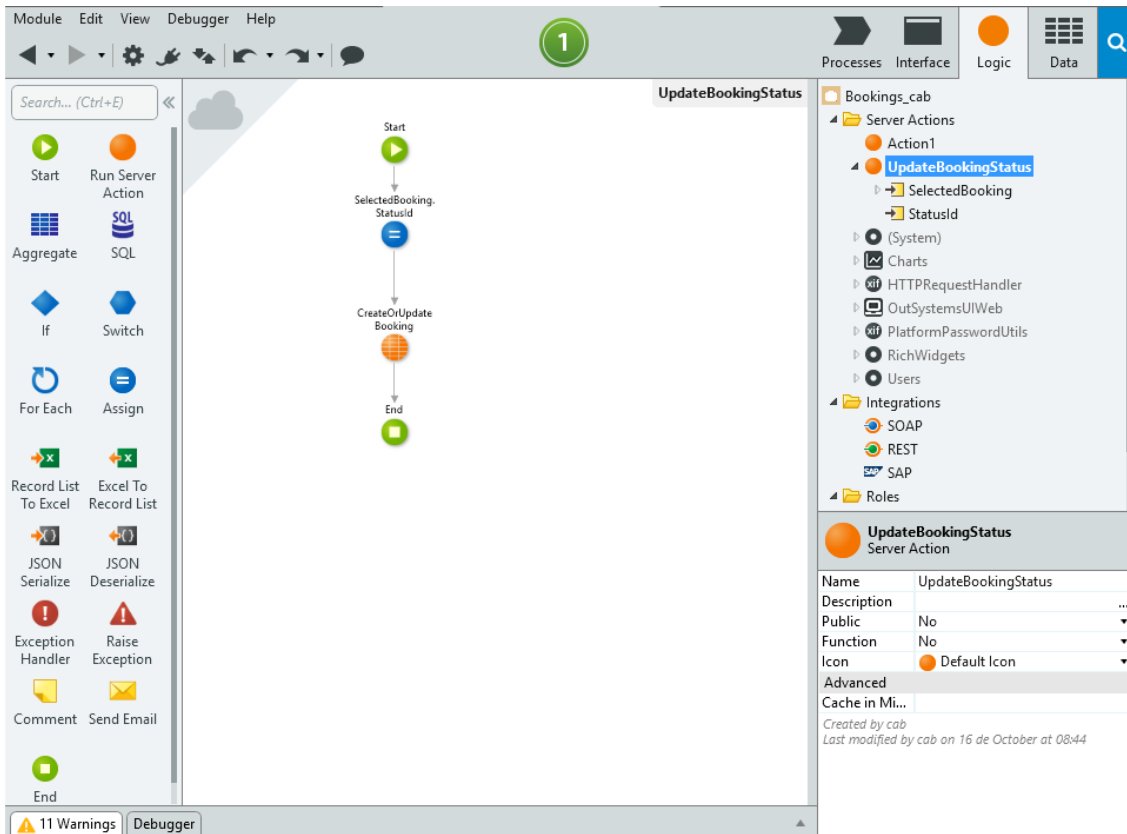 Module Edit View Debugger Help
1
Processes Interface Logic Data
Search... (Ctrl+E)
Start
Run Server
Action
Aggregate
SQL
SQL
If
Switch
For Each
Assign
Record List
To Excel
Excel To
Record List
JSON
Serialize
JSON
Deserialize
Exception
Handler
Raise
Exception
Comment
Send Email
End
UpdateBookingStatus
Start
SelectedBooking.
StatusId
CreateOrUpdate
Booking
End
Bookings_cab
Server Actions
Action1
UpdateBookingStatus
SelectedBooking
StatusId
(System)
Charts
xif HTTPRequestHandler
OutSystemsUIWeb
xif PlatformPasswordUtils
RichWidgets
Users
Integrations
SOAP
REST
SAP SAP
Roles
UpdateBookingStatus
Server Action
Name UpdateBookingStatus
Description ...
Public No
Function No
Icon Default Icon
Advanced
Cache in Mi...
Created by cab
Last modified by cab on 16 de October at 08:44
11 Warnings Debugger